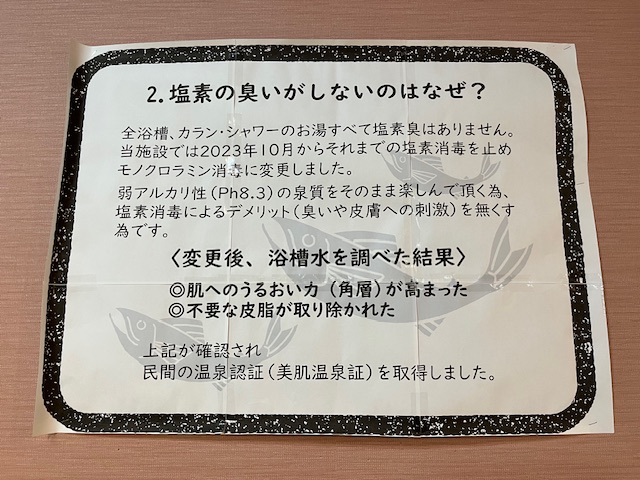 2.塩素の臭いがしないのはなぜ？
全浴槽、カラン・シャワーのお湯すべて塩素臭はありません。
当施設では2023年10月からそれまでの塩素消毒を止め
モノクロラミン消毒に変更しました。
弱アルカリ性（Ph8.3）の泉質をそのまま楽しんで頂く為、
塩素消毒によるデメリット（臭いや皮膚への刺激）を無くす
為です。
〈変更後、浴槽水を調べた結果〉
◎肌へのうるおい力（角層）が高まった
◎不要な皮脂が取り除かれた
上記が確認され
民間の温泉認証（美肌温泉証）を取得しました。